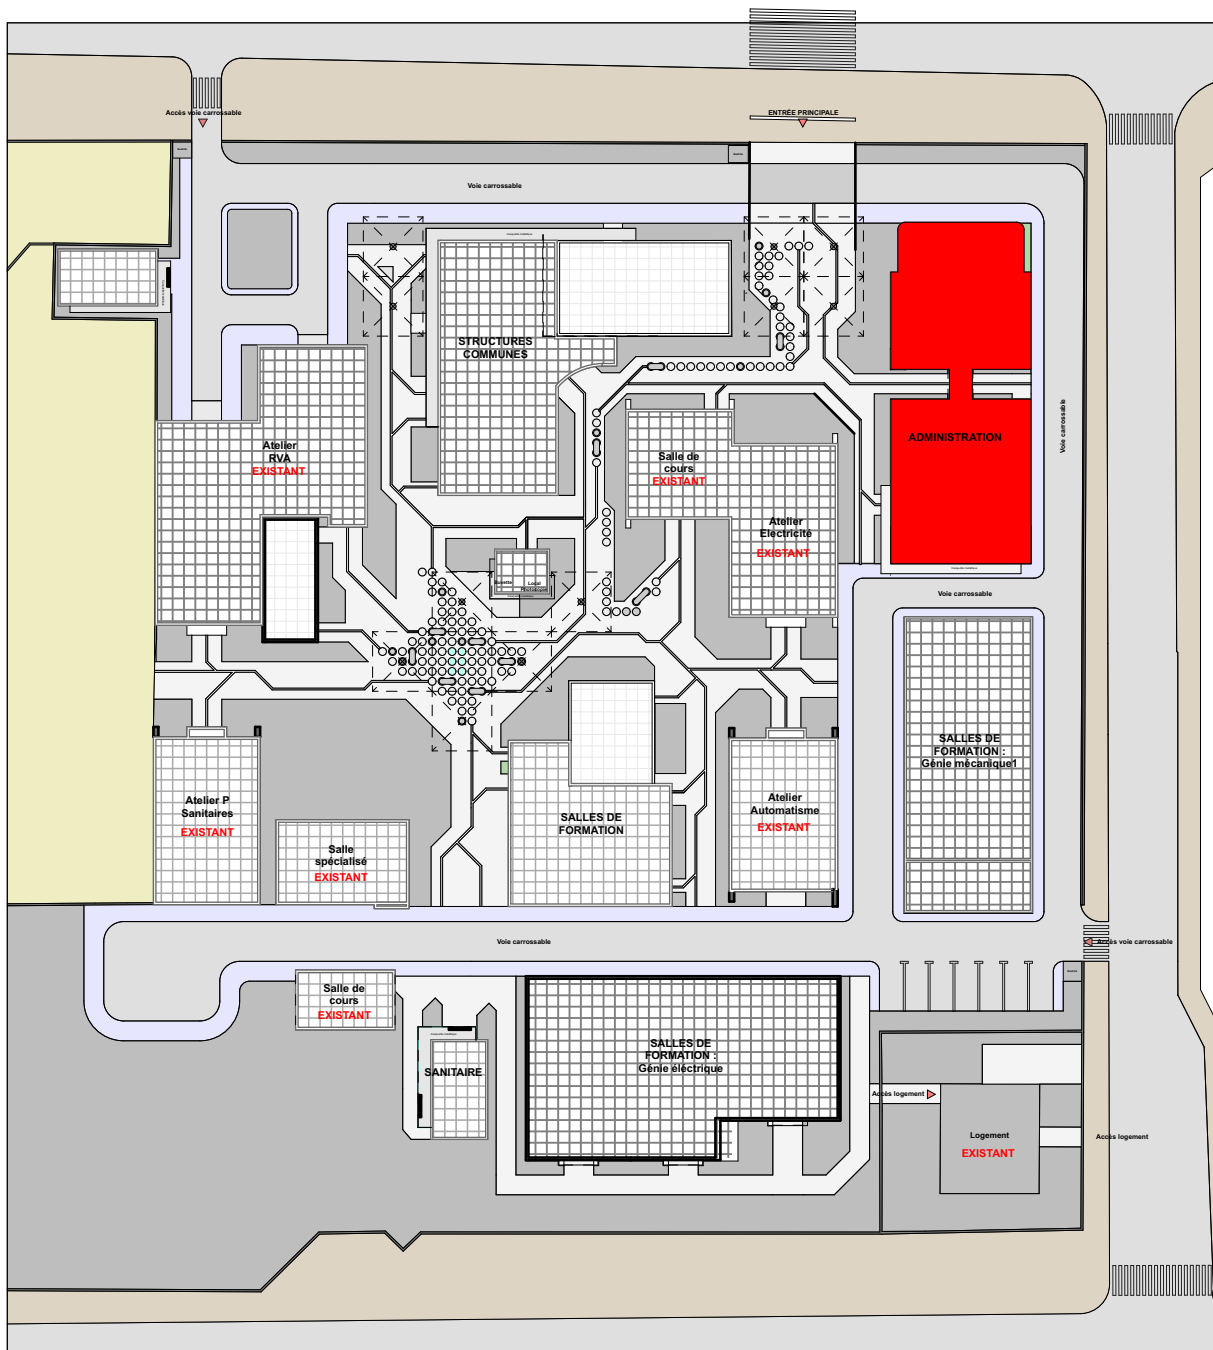 Accès voie carrossable
ENTRÉE PRINCIPALE
Voie carrossable
STRUCTURES
COMMUNES
Atelier
RVA
EXISTANT
Salle de
cours
EXISTANT
ADMINISTRATION
Voie carrossable
Atelier
Electricité
EXISTANT
Buvette
Local
Voie carrossable
SALLES DE
FORMATION :
Génie mécanique1
Atelier P
Sanitaires
EXISTANT
Salle
spécialisé
EXISTANT
SALLES DE
FORMATION
Atelier
Automatisme
EXISTANT
Voie carrossable
Accès voie carrossable
Salle de
cours
EXISTANT
SANITAIRE
SALLES DE
FORMATION :
Génie éléctrique
Accès logement
Logement
EXISTANT
Accès logement